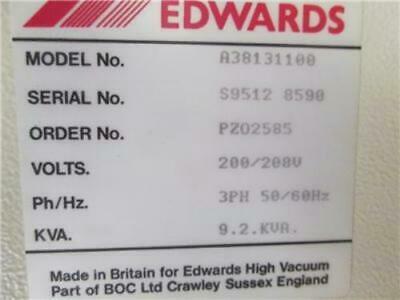 EDWARDS
MODEL No. A38131100
SERIAL No. S9512 8590
ORDER No. PZ02585
VOLTS. 200/208V
Ph/Hz. 3PH 50/60Hz
KVA. 9.2.KVA.
Made in Britain for Edwards High Vacuum
Part of BOC Ltd Crawley Sussex England